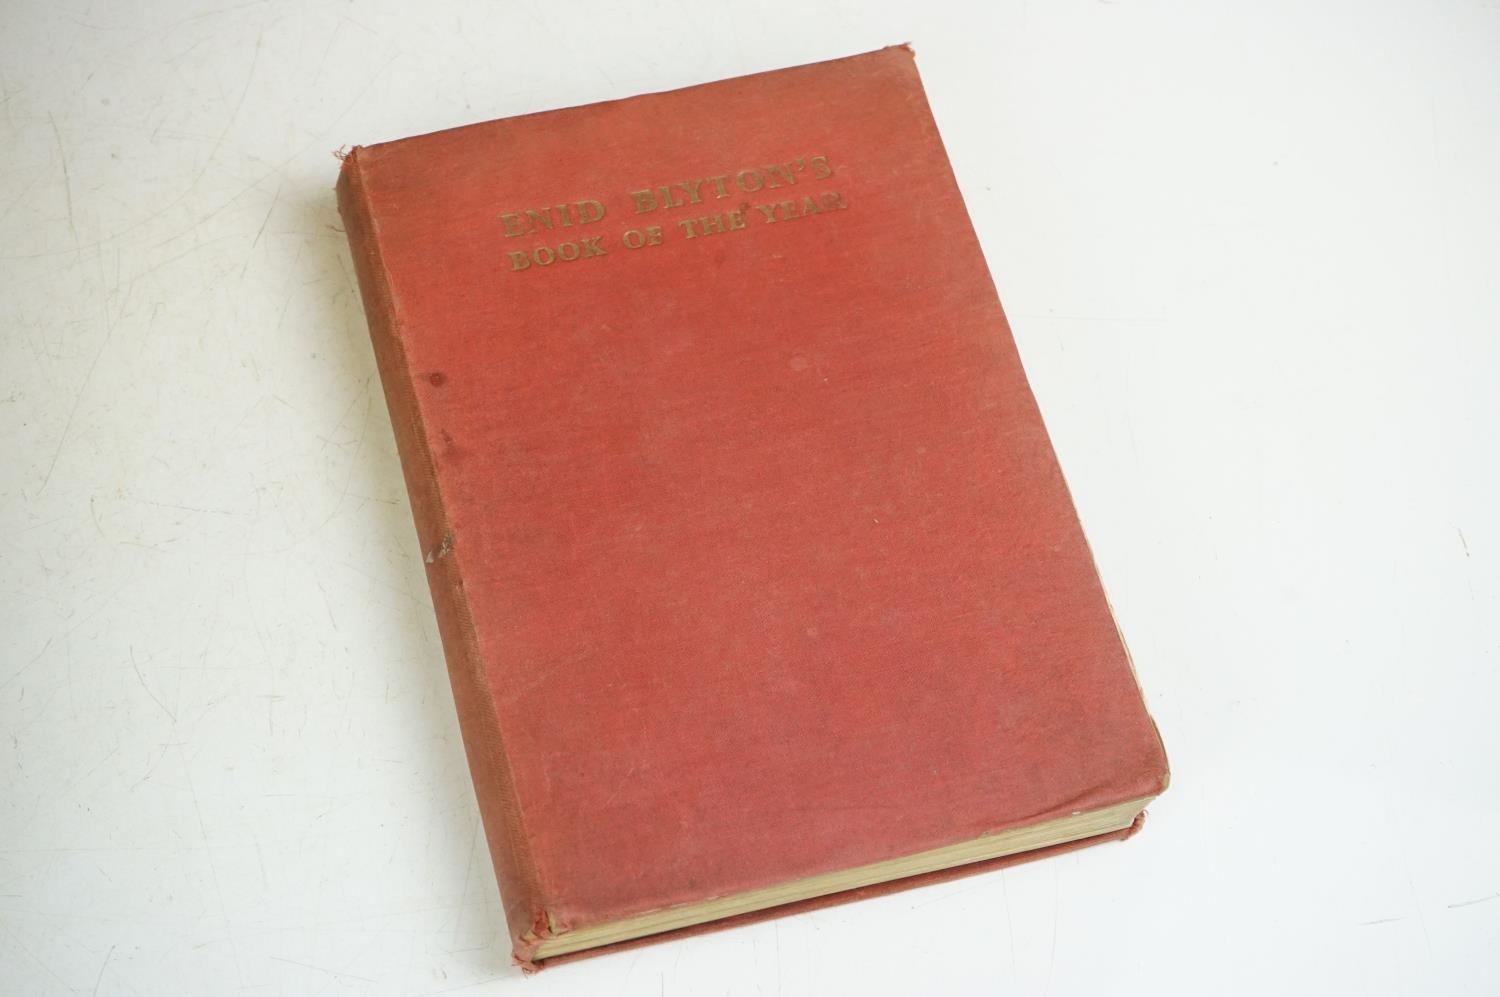 ENID BLYTON'S
BOOK OF THE YEAR